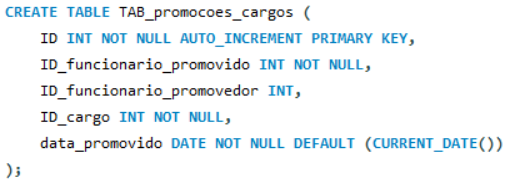 CREATE TABLE TAB_promocoes_cargos (
    ID INT NOT NULL AUTO_INCREMENT PRIMARY KEY,
    ID_funcionario_promovido INT NOT NULL,
    ID_funcionario_promovedor INT,
    ID_cargo INT NOT NULL,
    data_promovido DATE NOT NULL DEFAULT (CURRENT_DATE())
);